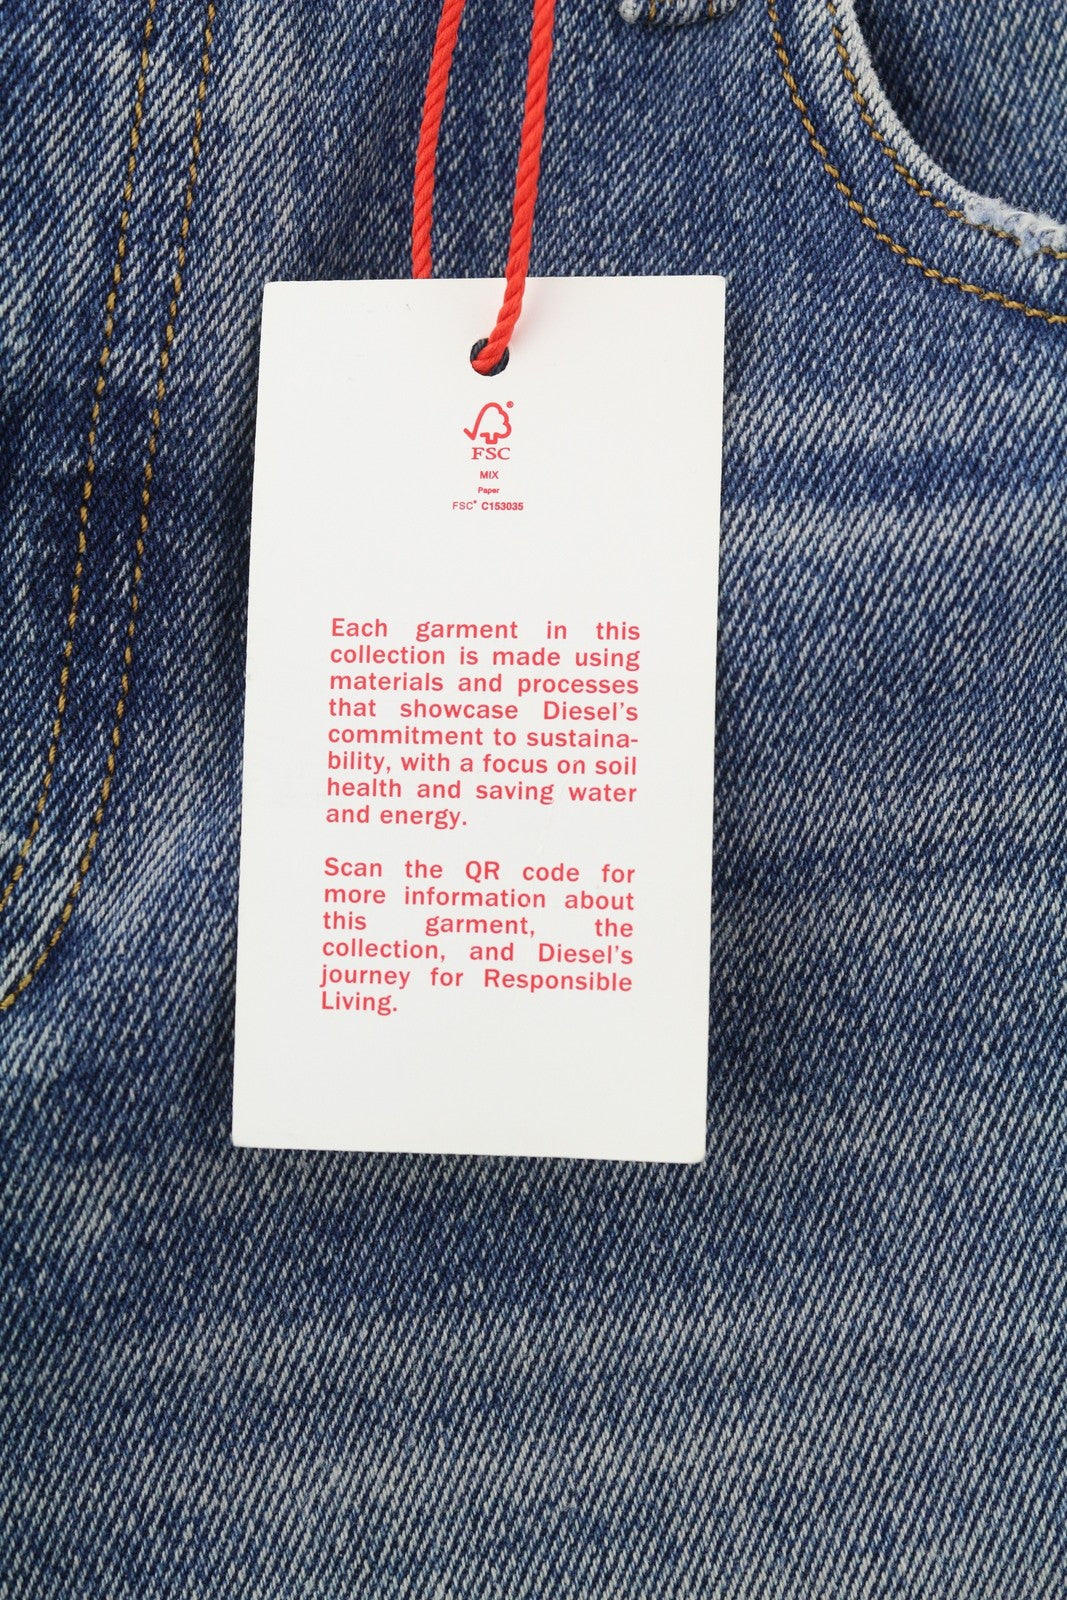 FSC
MIX
Paper
FSC® C153035
Each garment in this
collection is made using
materials and processes
that showcase Diesel's
commitment to sustaina-
bility, with a focus on soil
health and saving water
and energy.
Scan the QR code for
more information about
this garment, the
collection, and Diesel's
journey for Responsible
Living.